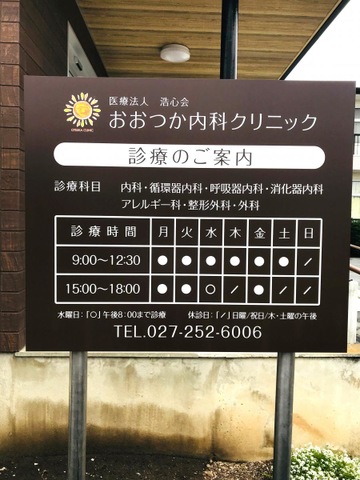 医療法人 浩心会
おおつか内科クリニック
OTSUKA CLINIC
診療のご案内
診療科目 内科・循環器内科・呼吸器内科・消化器内科
アレルギー科・整形外科・外科
診療時間 月 火 水 木 金 土 日
9:00〜12:30 ● ● ● ● ● ● ／
15:00〜18:00 ● ● ○ ／ ● ／ ／
水曜日:「○」午後8:00まで診療 休診日:「／」日曜/祝日/木・土曜の午後
TEL.027-252-6006